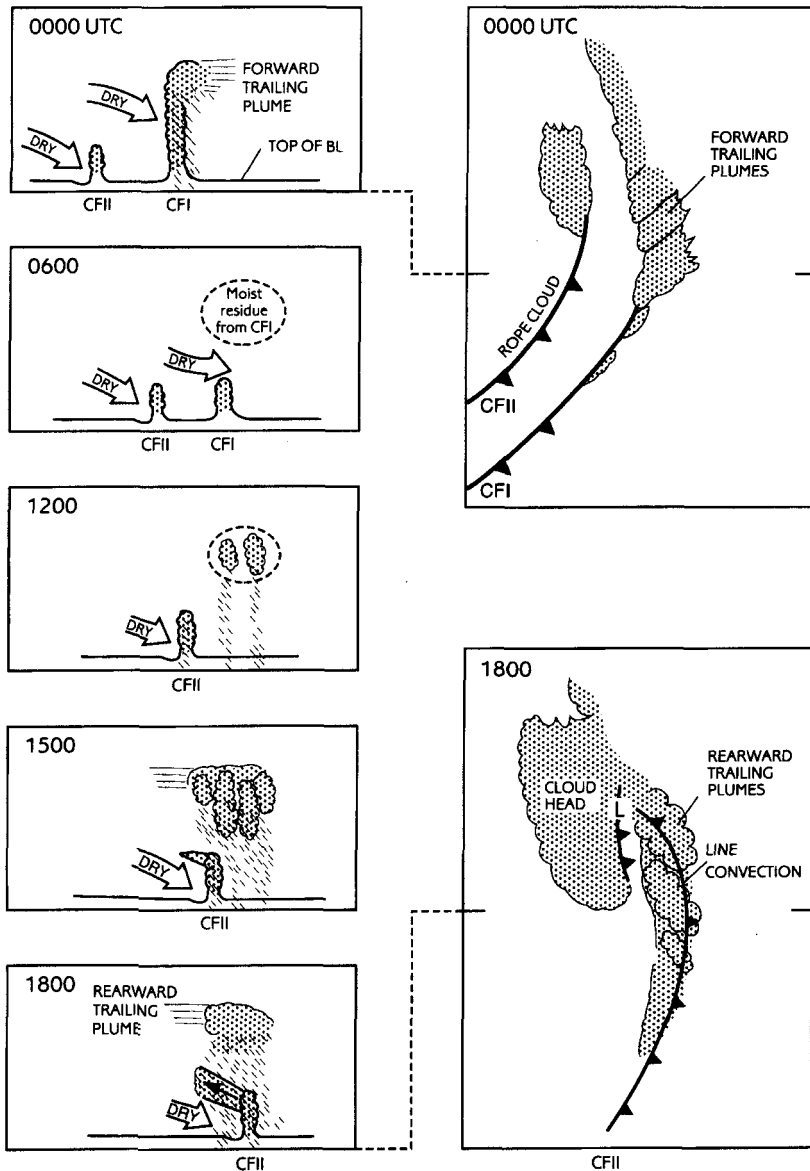 0000 UTC
DRY
FORWARD
TRAILING
PLUME
DRY
TOP OF BL
CFII
CFI
0600
Moist
residue
from CFI
DRY
DRY
CFII
CFI
1200
DRY
CFII
1500
DRY
CFII
1800
REARWARD
TRAILING
PLUME
DRY
CFII
0000 UTC
FORWARD
TRAILING
PLUMES
ROPE CLOUD
CFII
CFI
1800
REARWARD
TRAILING
PLUMES
CLOUD
HEAD
L
LINE
CONVECTION
CFII